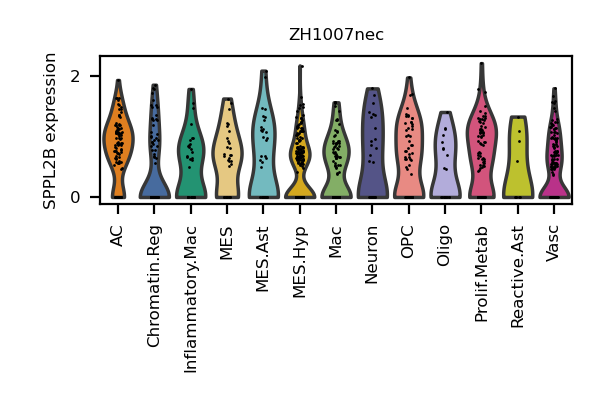 ZH1007nec
SPPL2B expression
2
0
AC
Chromatin.Reg
Inflammatory.Mac
MES
MES.Ast
MES.Hyp
Mac
Neuron
OPC
Oligo
Prolif.Metab
Reactive.Ast
Vasc